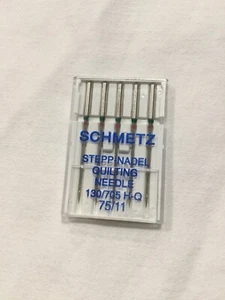 SCHMETZ
STEPPNADEL
QUILTING
NEEDLE
130/705 H-Q
75/11